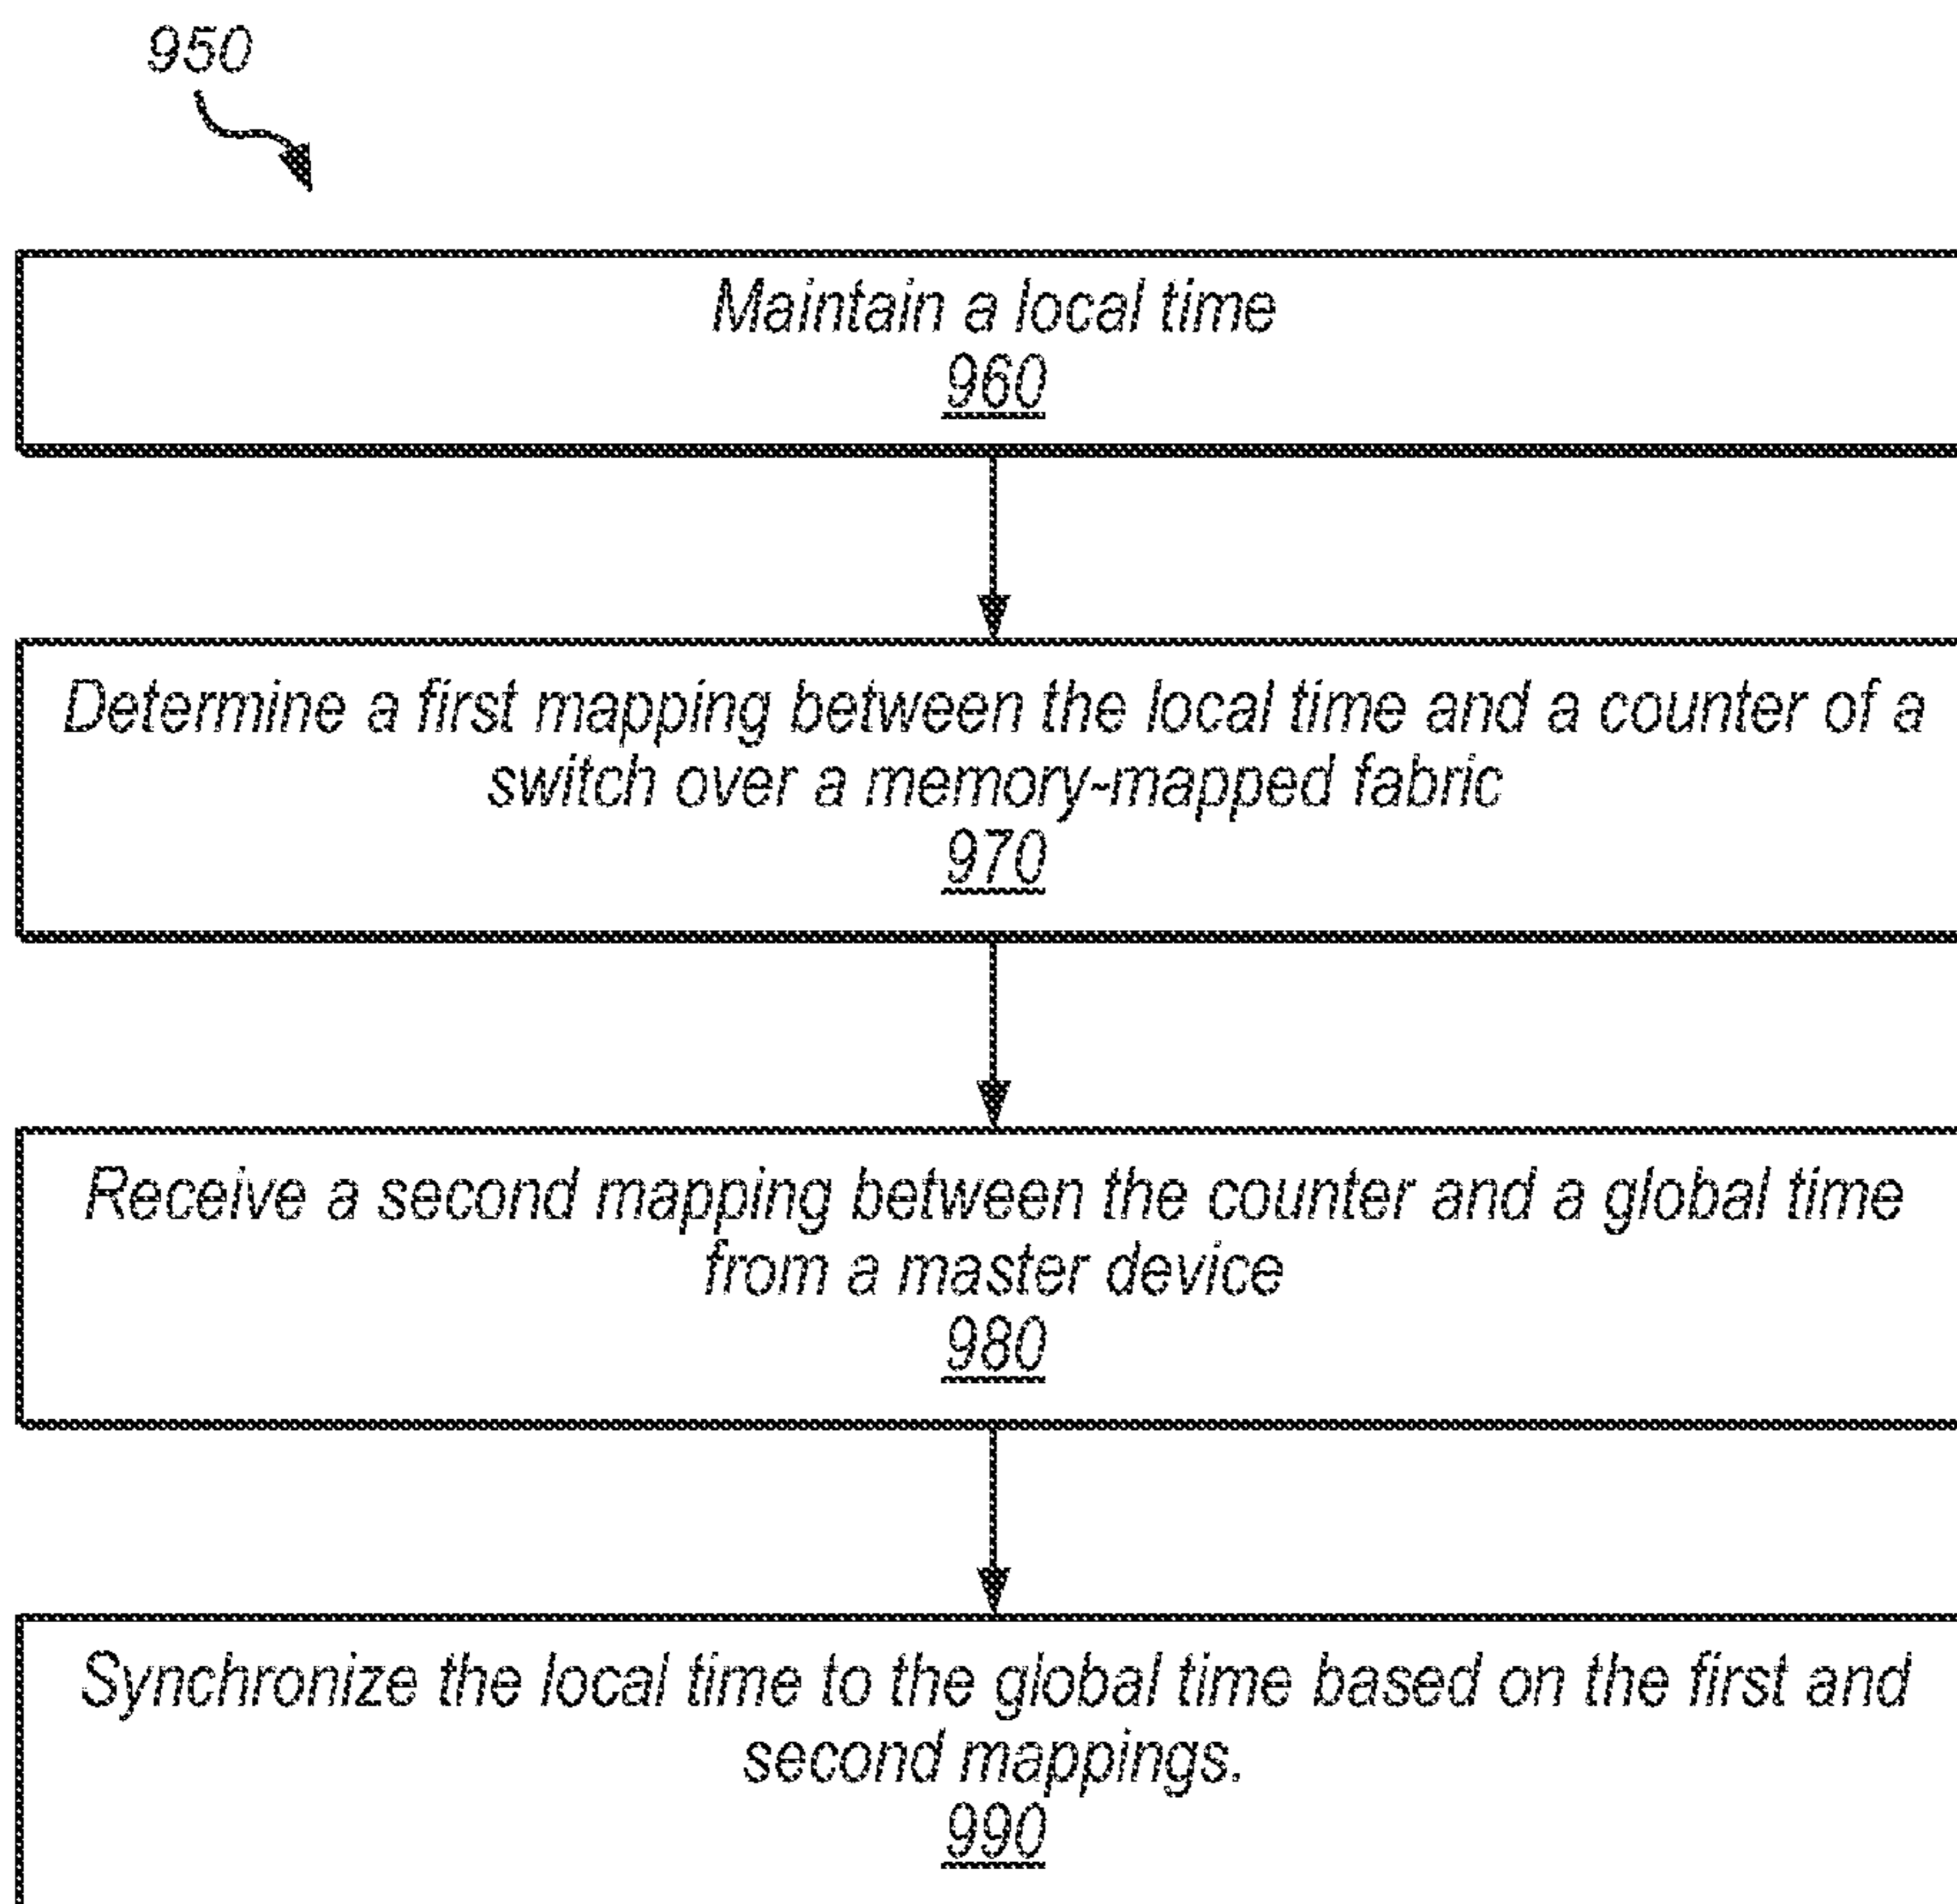 950
Maintain a local time
960
Determine a first mapping between the local time and a counter of a
switch over a memory-mapped fabric
970
Receive a second mapping between the counter and a global time
from a master device
980
Synchronize the local time to the global time based on the first and
second mappings.
990